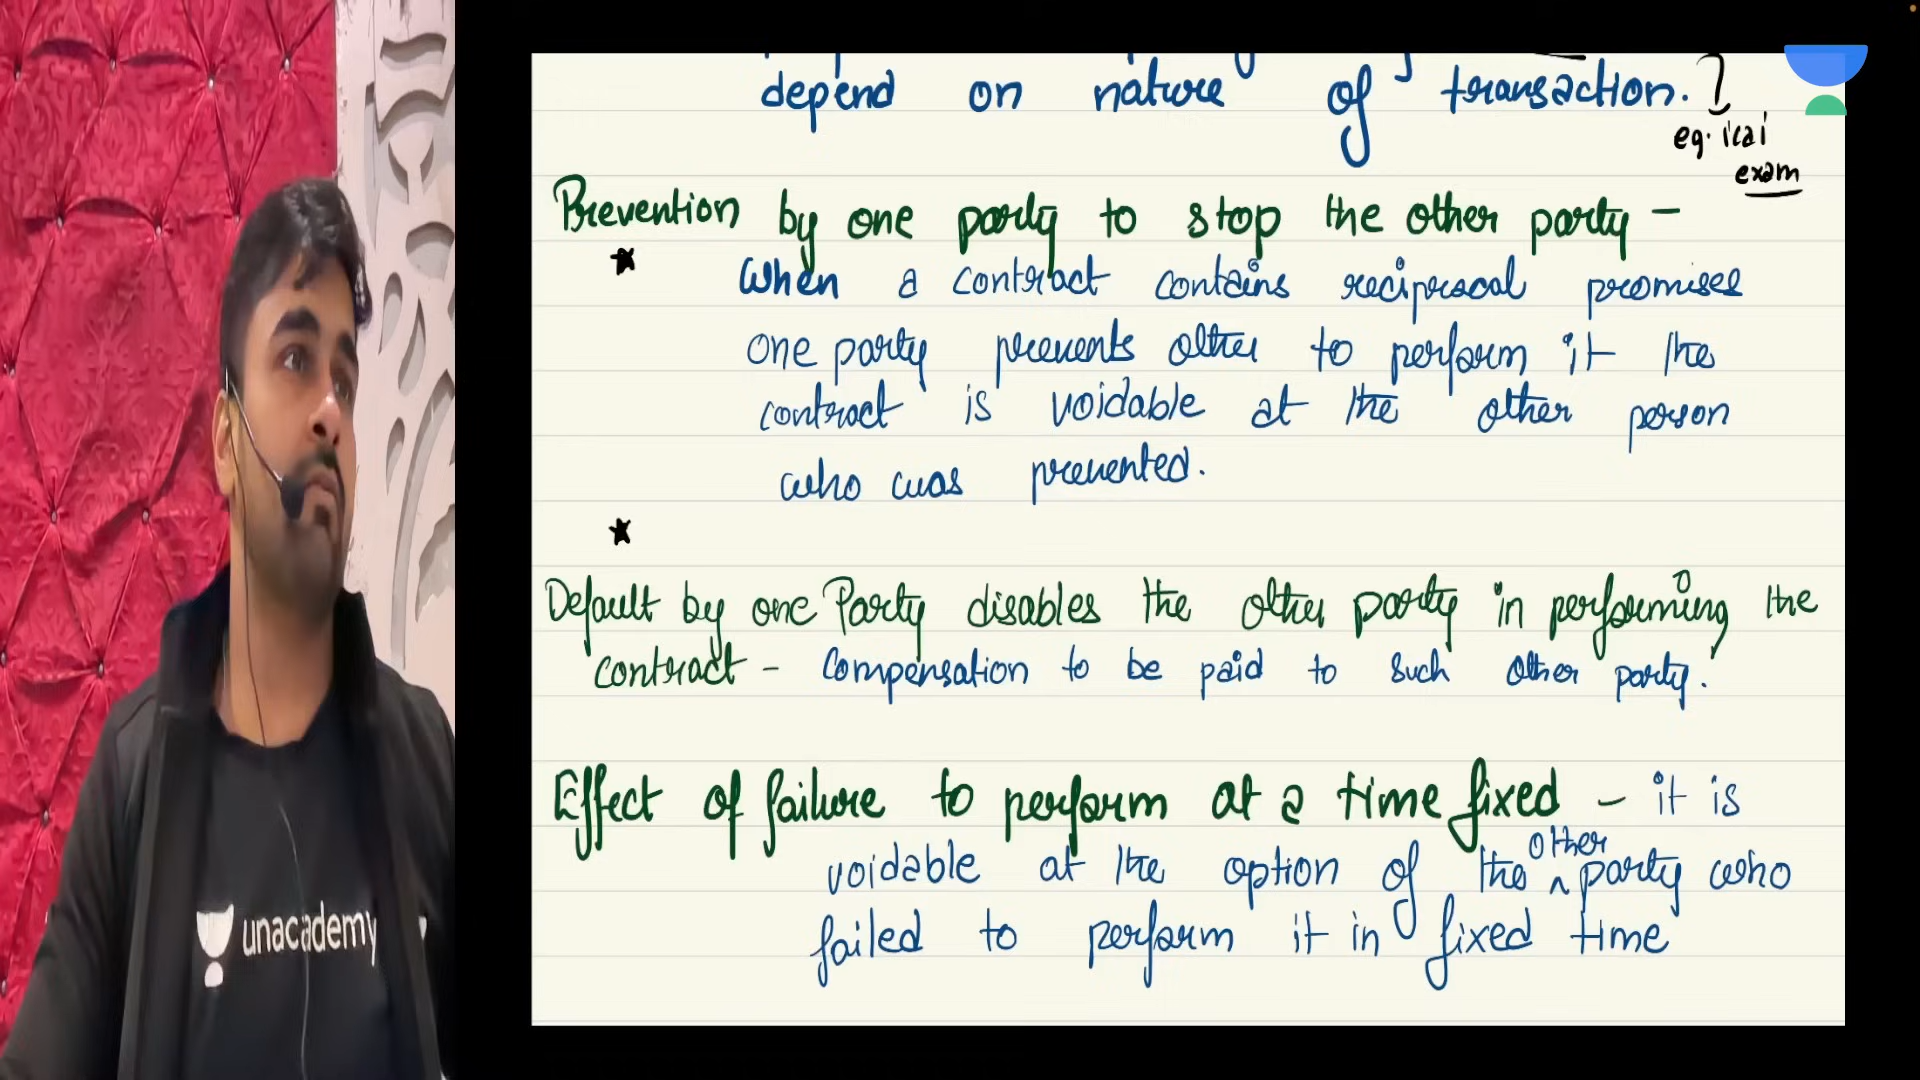 depend on nature of transaction.
eg. icai
exam
Prevention by one party to stop the other party -
When a contract contains reciprocal promises
one party prevents other to perform it the
contract is voidable at the other person
who was prevented.
Default by one Party disables the other party in performing the
contract - Compensation to be paid to such other party.
Effect of failure to perform at a time fixed - it is
other
voidable at the option of the ^ party who
failed to perform it in fixed time
unacademy